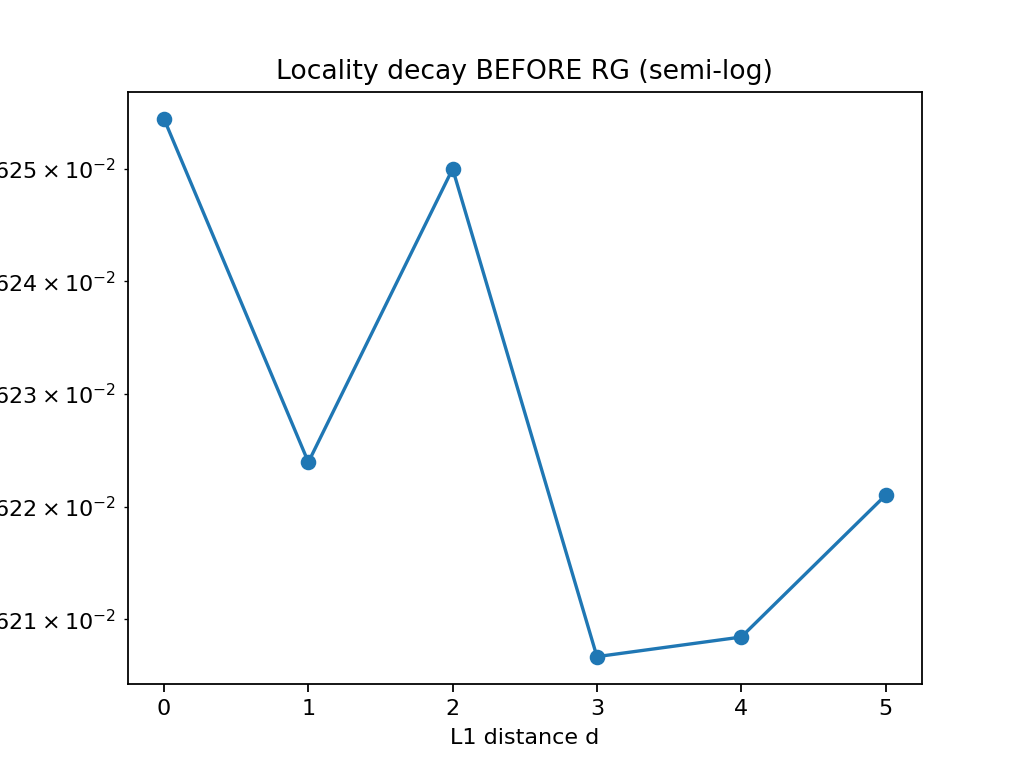 Locality decay BEFORE RG (semi-log)
625 × 10⁻²
624 × 10⁻²
623 × 10⁻²
622 × 10⁻²
621 × 10⁻²
0 1 2 3 4 5
L1 distance d